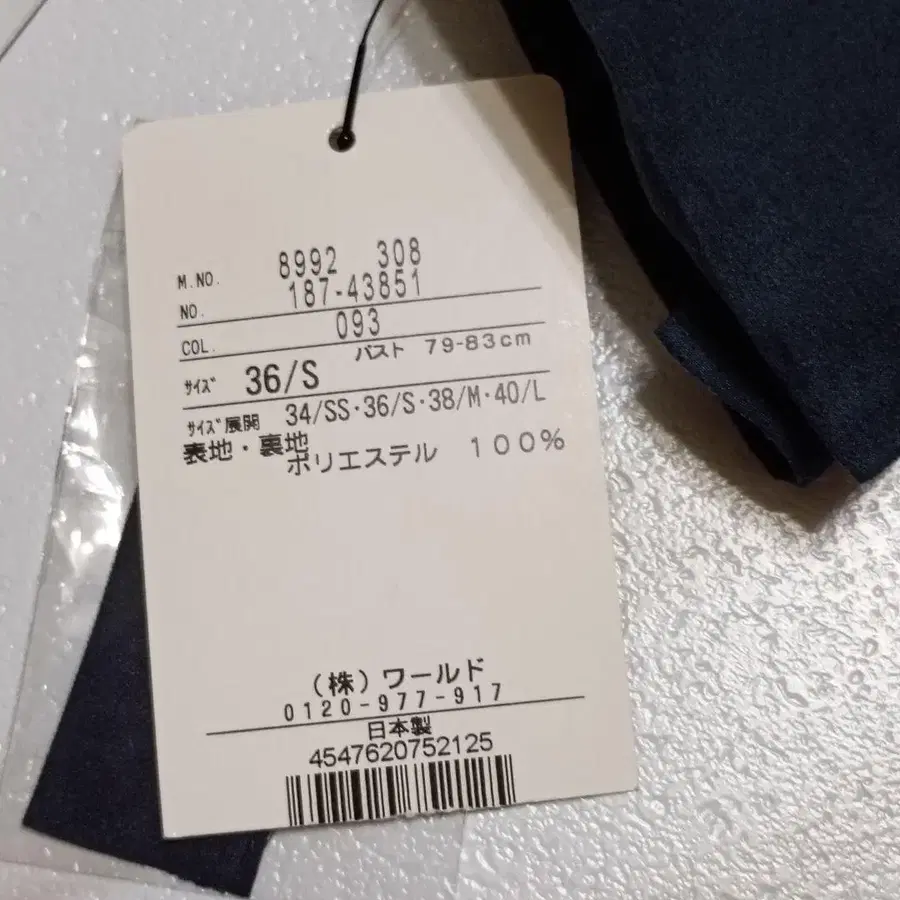 M.NO. 8992 308
NO. 187-43851
COL. 093
ｻｲｽﾞ 36/S バスト 79-83cm
ｻｲｽﾞ展開 34/SS・36/S・38/M・40/L
表地・裏地
ポリエステル 100%
(株)ワールド
0120-977-917
日本製
4547620752125